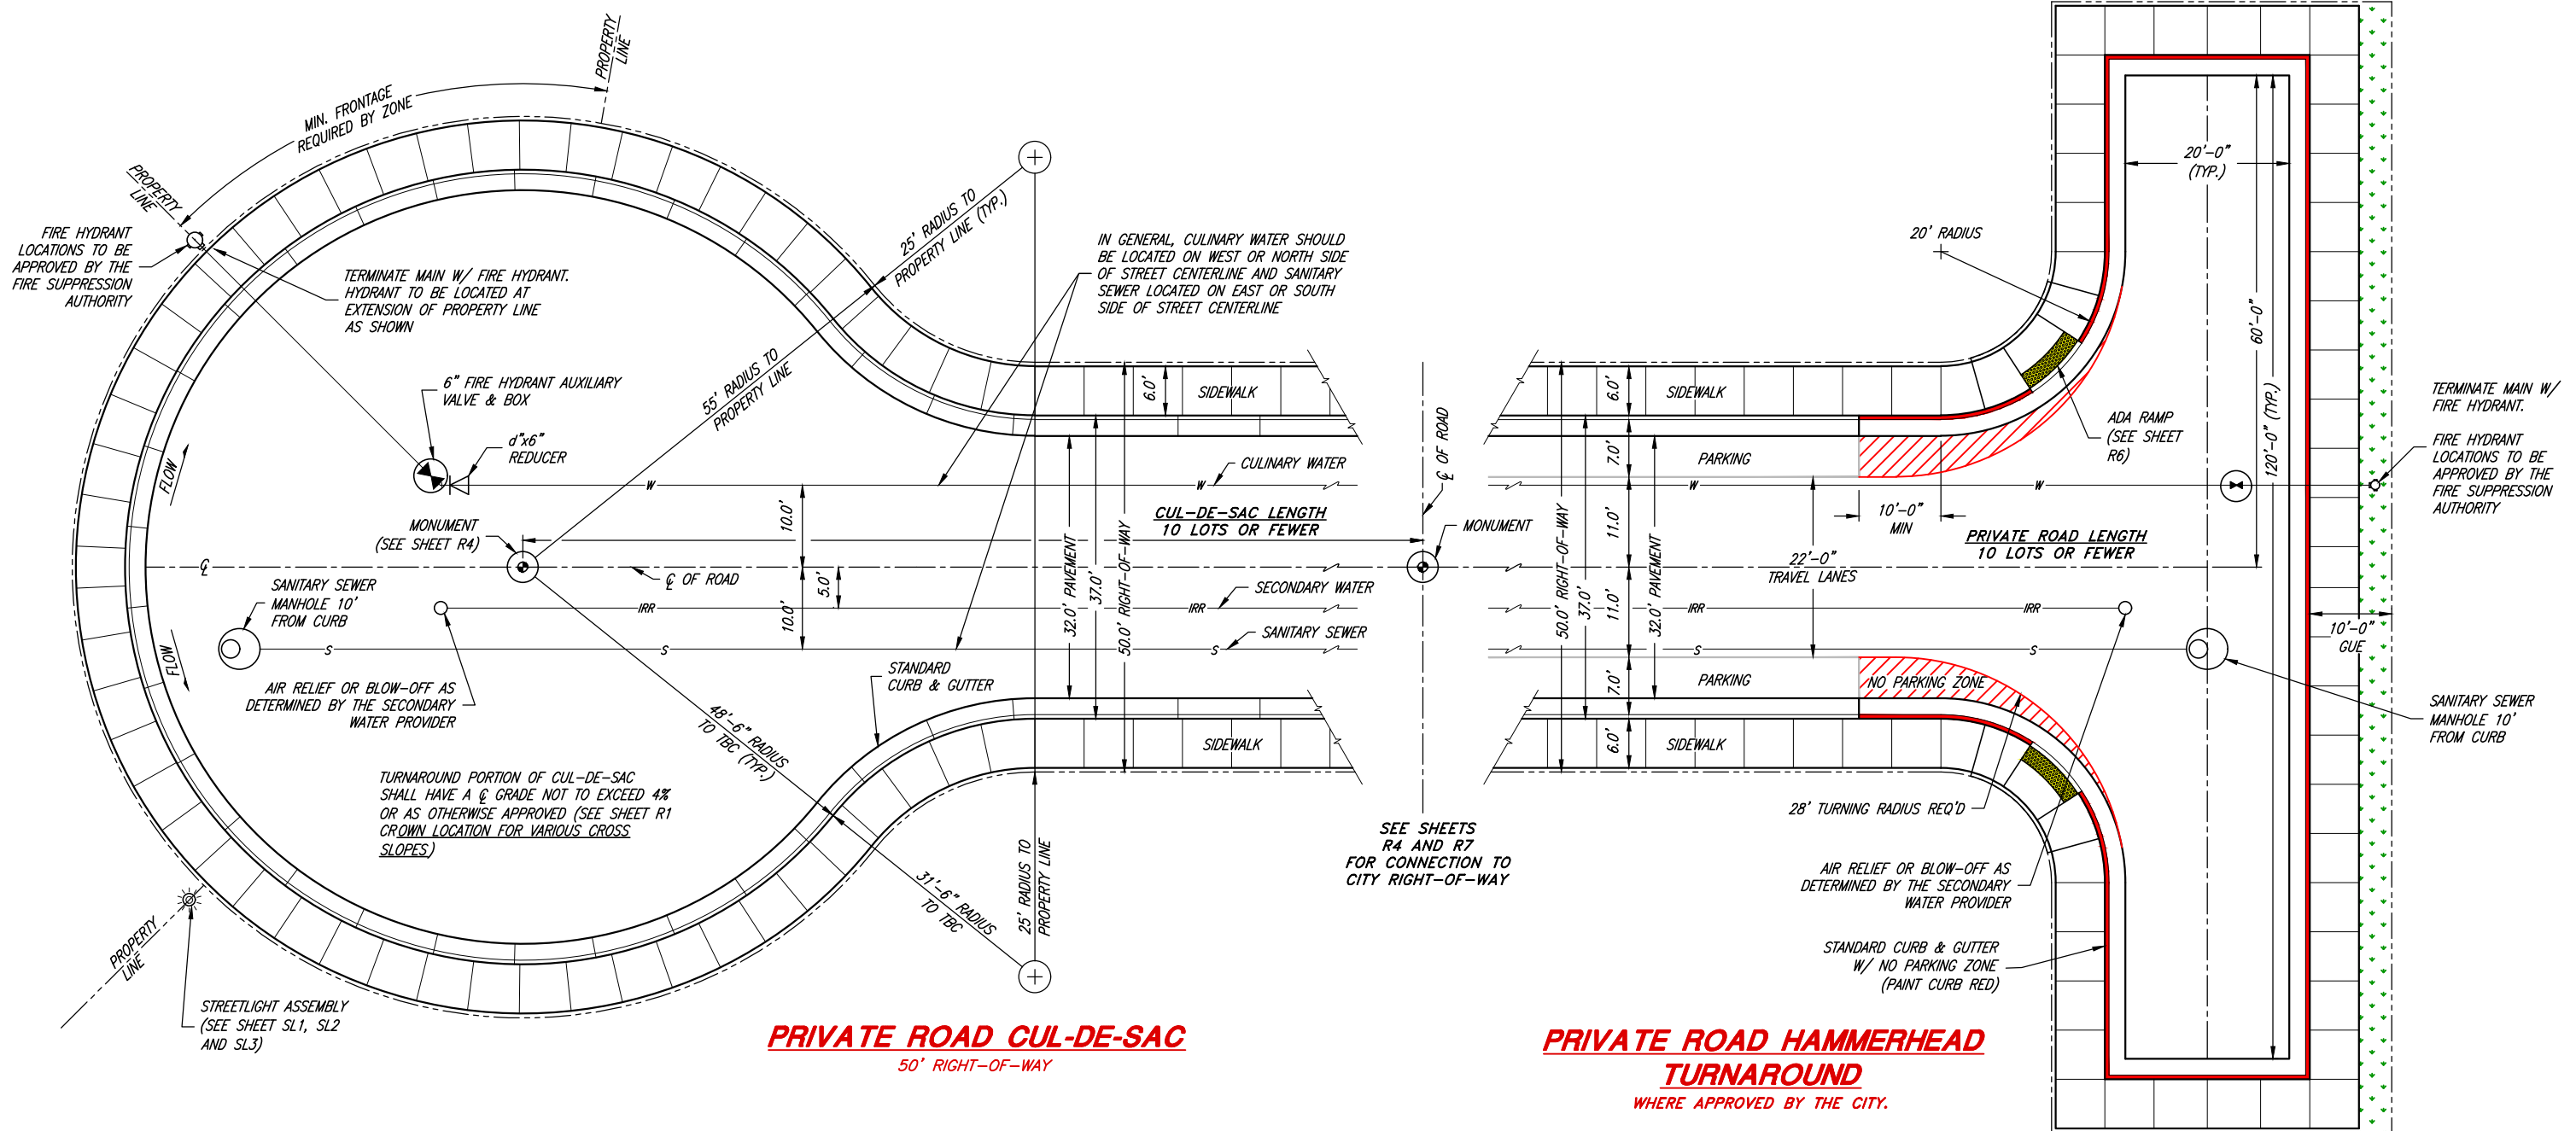 PROPERTY
LINE
MIN. FRONTAGE
REQUIRED BY ZONE
PROPERTY
LINE
FIRE HYDRANT
LOCATIONS TO BE
APPROVED BY THE
FIRE SUPPRESSION
AUTHORITY
TERMINATE MAIN W/ FIRE HYDRANT.
HYDRANT TO BE LOCATED AT
EXTENSION OF PROPERTY LINE
AS SHOWN
6" FIRE HYDRANT AUXILIARY
VALVE & BOX
d"x6"
REDUCER
25' RADIUS TO
PROPERTY LINE (TYP.)
55' RADIUS TO
PROPERTY LINE
IN GENERAL, CULINARY WATER SHOULD
BE LOCATED ON WEST OR NORTH SIDE
OF STREET CENTERLINE AND SANITARY
SEWER LOCATED ON EAST OR SOUTH
SIDE OF STREET CENTERLINE
6.0'
SIDEWALK
FLOW
W
W
CULINARY WATER
MONUMENT
(SEE SHEET R4)
10.0'
CUL-DE-SAC LENGTH
10 LOTS OR FEWER
℄
℄ OF ROAD
SANITARY SEWER
MANHOLE 10'
FROM CURB
10.0'
5.0'
32.0' PAVEMENT
37.0'
50.0' RIGHT-OF-WAY
IRR
IRR
SECONDARY WATER
S
S
S
SANITARY SEWER
FLOW
AIR RELIEF OR BLOW-OFF AS
DETERMINED BY THE SECONDARY
WATER PROVIDER
STANDARD
CURB & GUTTER
48'-6" RADIUS
TO TBC (TYP.)
SIDEWALK
TURNAROUND PORTION OF CUL-DE-SAC
SHALL HAVE A ℄ GRADE NOT TO EXCEED 4%
OR AS OTHERWISE APPROVED (SEE SHEET R1
CROWN LOCATION FOR VARIOUS CROSS
SLOPES)
31'-6" RADIUS
TO TBC
25' RADIUS TO
PROPERTY LINE
PROPERTY
LINE
STREETLIGHT ASSEMBLY
(SEE SHEET SL1, SL2
AND SL3)
PRIVATE ROAD CUL-DE-SAC
50' RIGHT-OF-WAY
℄ OF ROAD
MONUMENT
SEE SHEETS
R4 AND R7
FOR CONNECTION TO
CITY RIGHT-OF-WAY
20'-0"
(TYP.)
20' RADIUS
60'-0"
120'-0" (TYP.)
6.0'
SIDEWALK
7.0'
PARKING
ADA RAMP
(SEE SHEET
R6)
TERMINATE MAIN W/
FIRE HYDRANT.
FIRE HYDRANT
LOCATIONS TO BE
APPROVED BY THE
FIRE SUPPRESSION
AUTHORITY
W
W
10'-0"
MIN
PRIVATE ROAD LENGTH
10 LOTS OR FEWER
11.0'
22'-0"
TRAVEL LANES
50.0' RIGHT-OF-WAY
37.0'
11.0'
32.0' PAVEMENT
IRR
IRR
S
S
10'-0"
GUE
7.0'
PARKING
NO PARKING ZONE
6.0'
SIDEWALK
SANITARY SEWER
MANHOLE 10'
FROM CURB
28' TURNING RADIUS REQ'D
AIR RELIEF OR BLOW-OFF AS
DETERMINED BY THE SECONDARY
WATER PROVIDER
STANDARD CURB & GUTTER
W/ NO PARKING ZONE
(PAINT CURB RED)
PRIVATE ROAD HAMMERHEAD
TURNAROUND
WHERE APPROVED BY THE CITY.